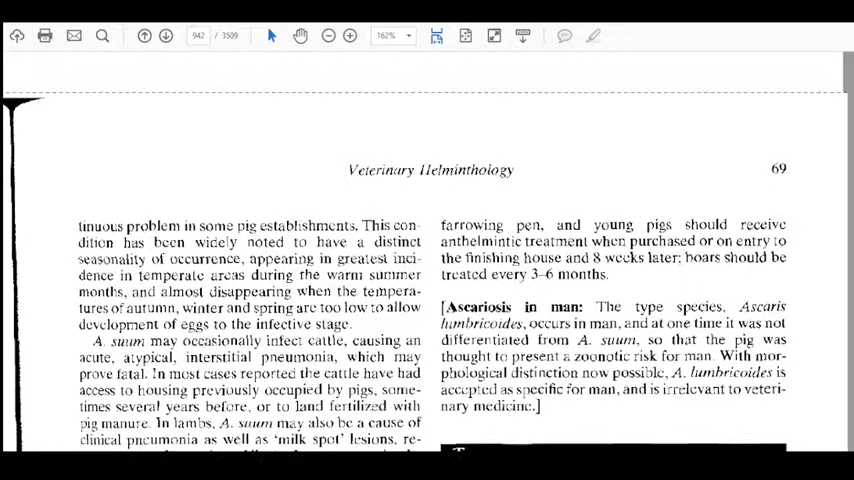 942 / 3509
162%
Veterinary Helminthology
69
tinuous problem in some pig establishments. This con-
dition has been widely noted to have a distinct
seasonality of occurrence, appearing in greatest inci-
dence in temperate areas during the warm summer
months, and almost disappearing when the tempera-
tures of autumn, winter and spring are too low to allow
development of eggs to the infective stage.
A. suum may occasionally infect cattle, causing an
acute, atypical, interstitial pneumonia, which may
prove fatal. In most cases reported the cattle have had
access to housing previously occupied by pigs, some-
times several years before, or to land fertilized with
pig manure. In lambs, A. suum may also be a cause of
clinical pneumonia as well as 'milk spot' lesions, re-
farrowing pen, and young pigs should receive
anthelmintic treatment when purchased or on entry to
the finishing house and 8 weeks later; boars should be
treated every 3–6 months.
[Ascariosis in man: The type species, Ascaris
lumbricoides, occurs in man, and at one time it was not
differentiated from A. suum, so that the pig was
thought to present a zoonotic risk for man. With mor-
phological distinction now possible, A. lumbricoides is
accepted as specific for man, and is irrelevant to veteri-
nary medicine.]